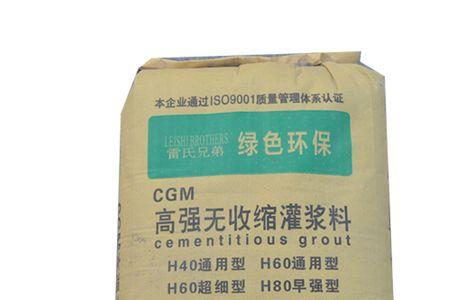 本企业通过ISO9001质量管理体系认证
LEISHI BROTHERS
雷氏兄弟 绿色环保
CGM
高强无收缩灌浆料
cementitious grout
H40通用型 H60通用型
H60超细型 H80早强型